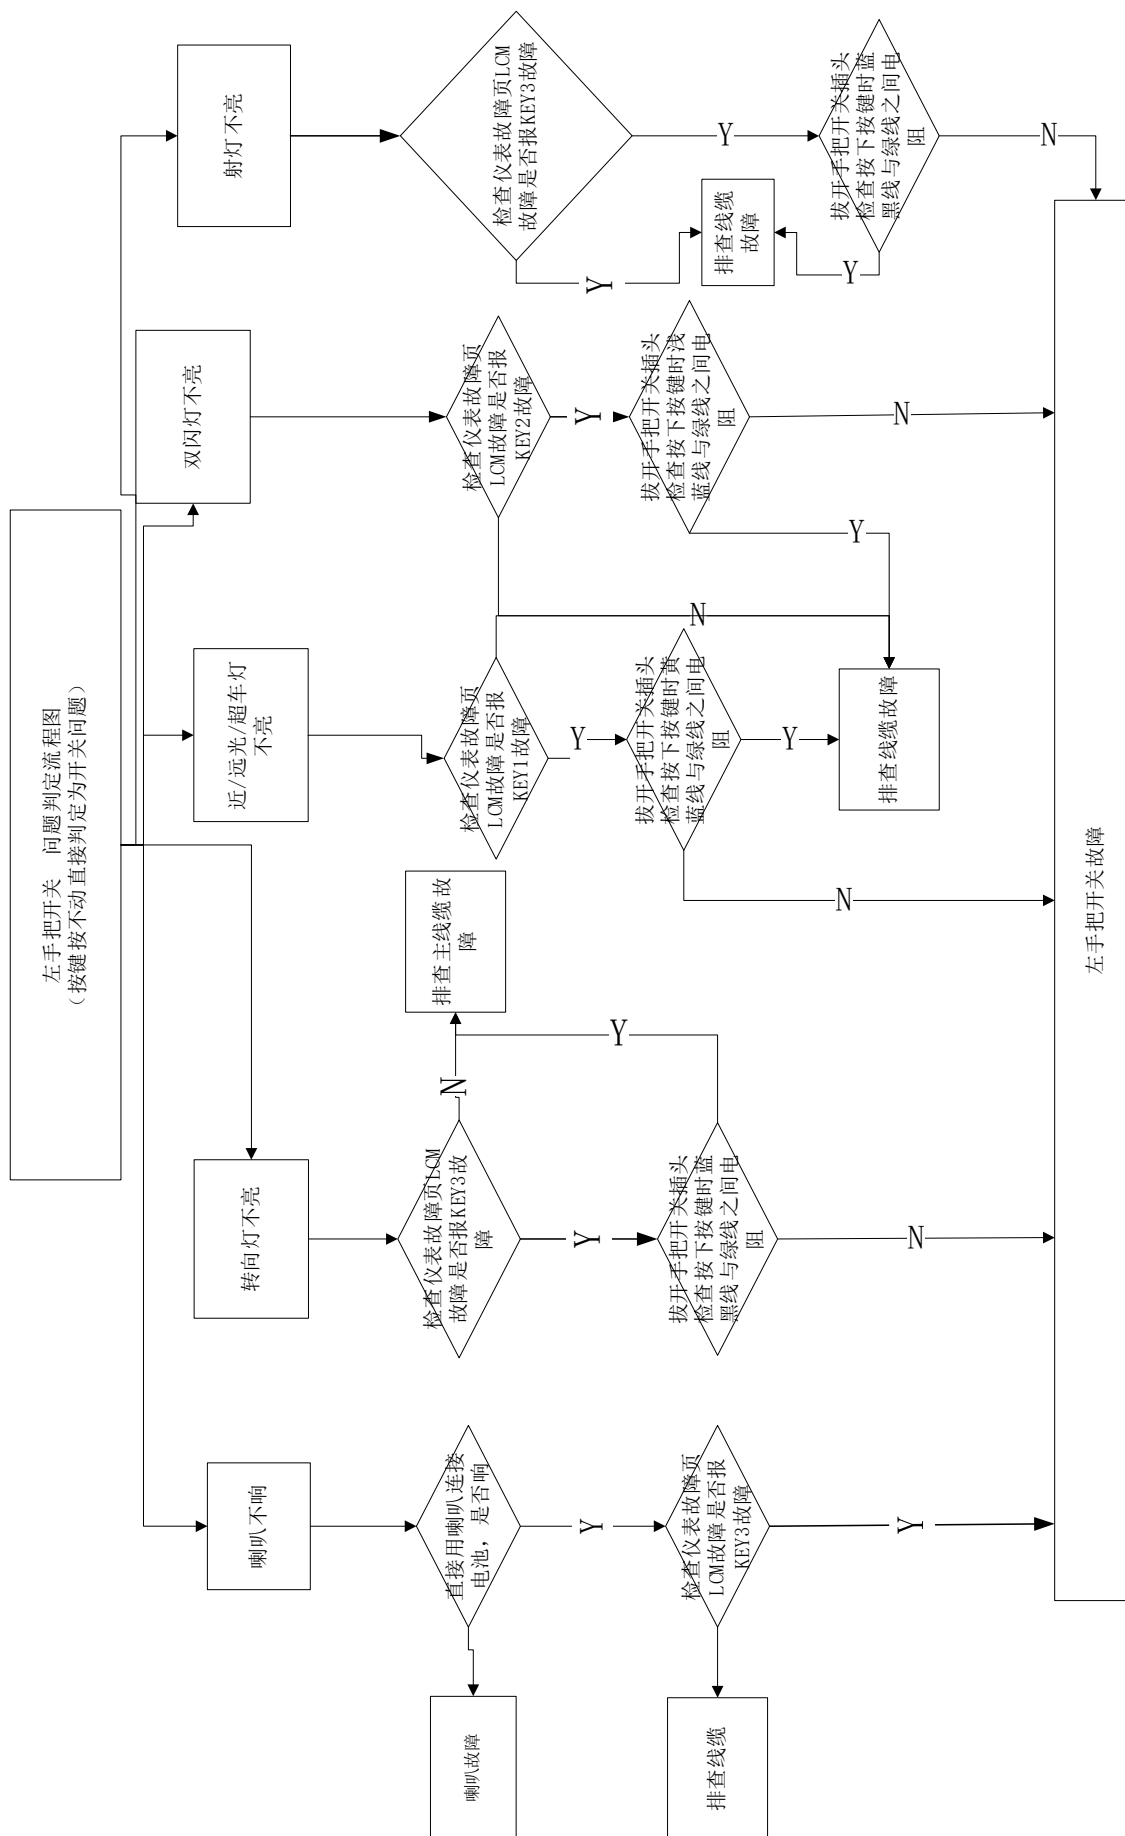 左手把开关 问题判定流程图
(按键按不动直接判定为开关问题)
喇叭不响
直接用喇叭连接
电池，是否响
喇叭故障
Y
检查仪表故障页
LCM故障是否报
KEY3故障
排查线缆
Y
转向灯不亮
检查仪表故障页LCM
故障是否报KEY3故
障
N
排查主线缆故
障
Y
拔开手把开关插头
检查按下按键时蓝
黑线与绿线之间电
阻
Y
N
近/远光/超车灯
不亮
检查仪表故障页
LCM故障是否报
KEY1故障
Y
拔开手把开关插头
检查按下按键时黄
蓝线与绿线之间电
阻
Y
N
排查线缆故障
双闪灯不亮
检查仪表故障页
LCM故障是否报
KEY2故障
N
Y
拔开手把开关插头
检查按下按键时浅
蓝线与绿线之间电
阻
Y
N
射灯不亮
检查仪表故障页LCM
故障是否报KEY3故障
Y
排查线缆
故障
Y
拔开手把开关插头
检查按下按键时蓝
黑线与绿线之间电
阻
Y
N
左手把开关故障